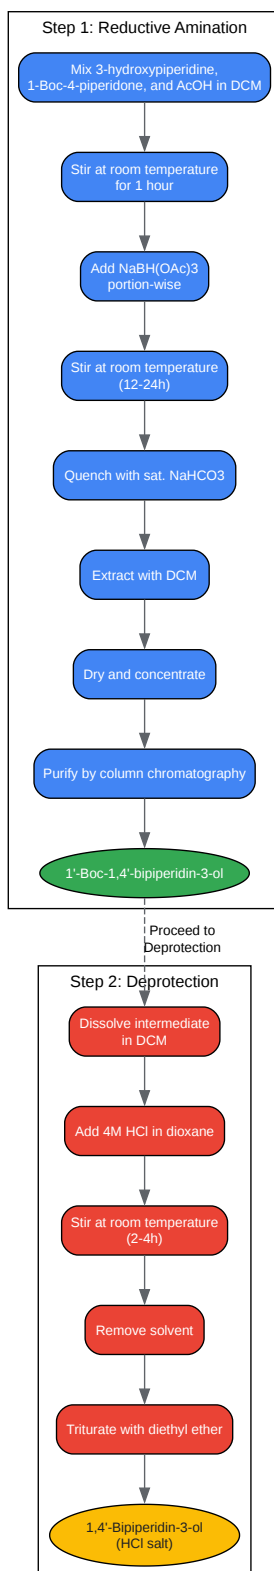 Step 1: Reductive Amination
Mix 3-hydroxypiperidine,
1-Boc-4-piperidone, and AcOH in DCM
Stir at room temperature
for 1 hour
Add NaBH(OAc)3
portion-wise
Stir at room temperature
(12-24h)
Quench with sat. NaHCO3
Extract with DCM
Dry and concentrate
Purify by column chromatography
1'-Boc-1,4'-bipiperidin-3-ol
Proceed to
Deprotection
Step 2: Deprotection
Dissolve intermediate
in DCM
Add 4M HCl in dioxane
Stir at room temperature
(2-4h)
Remove solvent
Triturate with diethyl ether
1,4'-Bipiperidin-3-ol
(HCl salt)